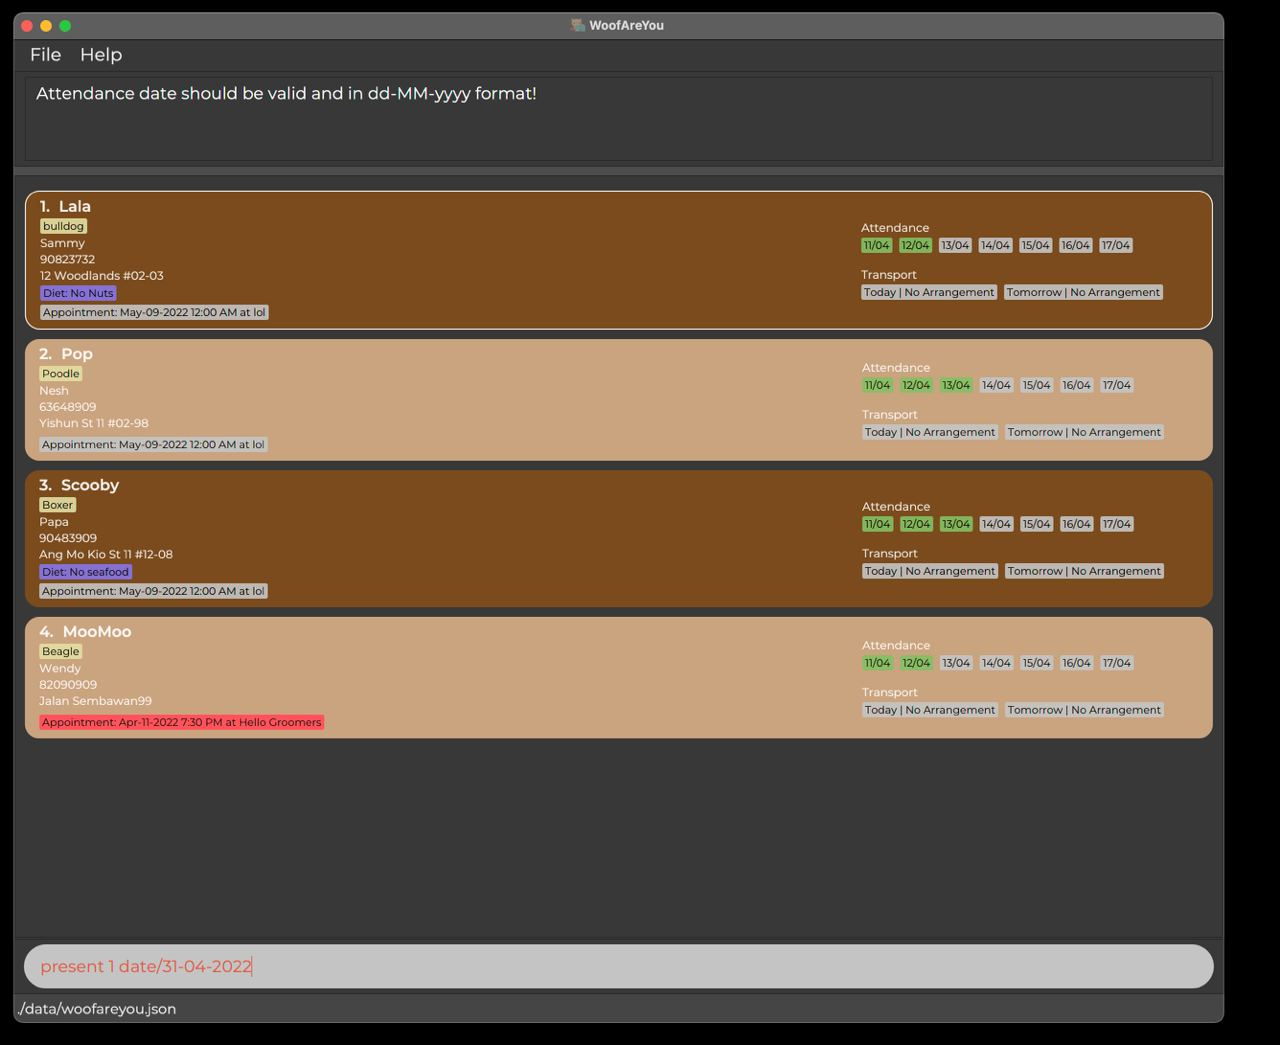 WoofAreYou
File Help
Attendance date should be valid and in dd-MM-yyyy format!
1. Lala
bulldog
Sammy
90823732
12 Woodlands #02-03
Diet: No Nuts
Appointment: May-09-2022 12:00 AM at lol
Attendance
11/04 12/04 13/04 14/04 15/04 16/04 17/04
Transport
Today | No Arrangement Tomorrow | No Arrangement
2. Pop
Poodle
Nesh
63648909
Yishun St 11 #02-98
Appointment: May-09-2022 12:00 AM at lol
Attendance
11/04 12/04 13/04 14/04 15/04 16/04 17/04
Transport
Today | No Arrangement Tomorrow | No Arrangement
3. Scooby
Boxer
Papa
90483909
Ang Mo Kio St 11 #12-08
Diet: No seafood
Appointment: May-09-2022 12:00 AM at lol
Attendance
11/04 12/04 13/04 14/04 15/04 16/04 17/04
Transport
Today | No Arrangement Tomorrow | No Arrangement
4. MooMoo
Beagle
Wendy
82090909
Jalan Sembawan99
Appointment: Apr-11-2022 7:30 PM at Hello Groomers
Attendance
11/04 12/04 13/04 14/04 15/04 16/04 17/04
Transport
Today | No Arrangement Tomorrow | No Arrangement
present 1 date/31-04-2022
./data/woofareyou.json